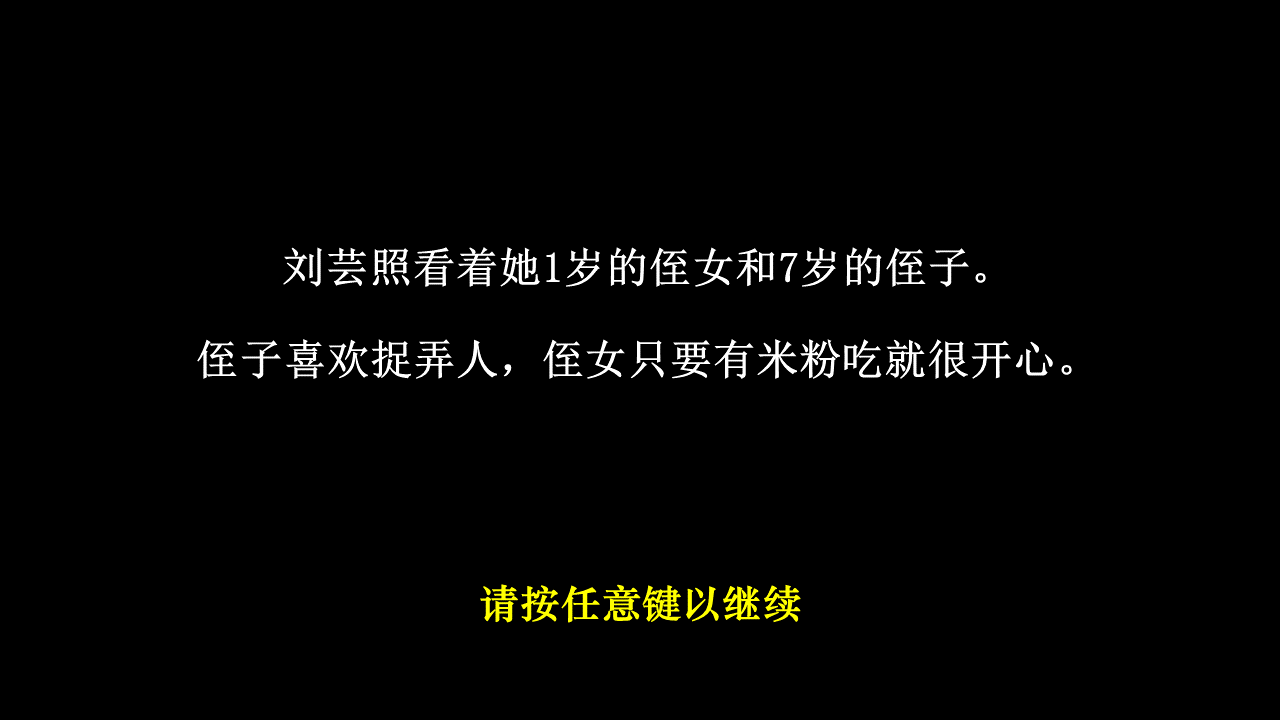 刘芸照看着她1岁的侄女和7岁的侄子。
侄子喜欢捉弄人，侄女只要有米粉吃就很开心。
请按任意键以继续